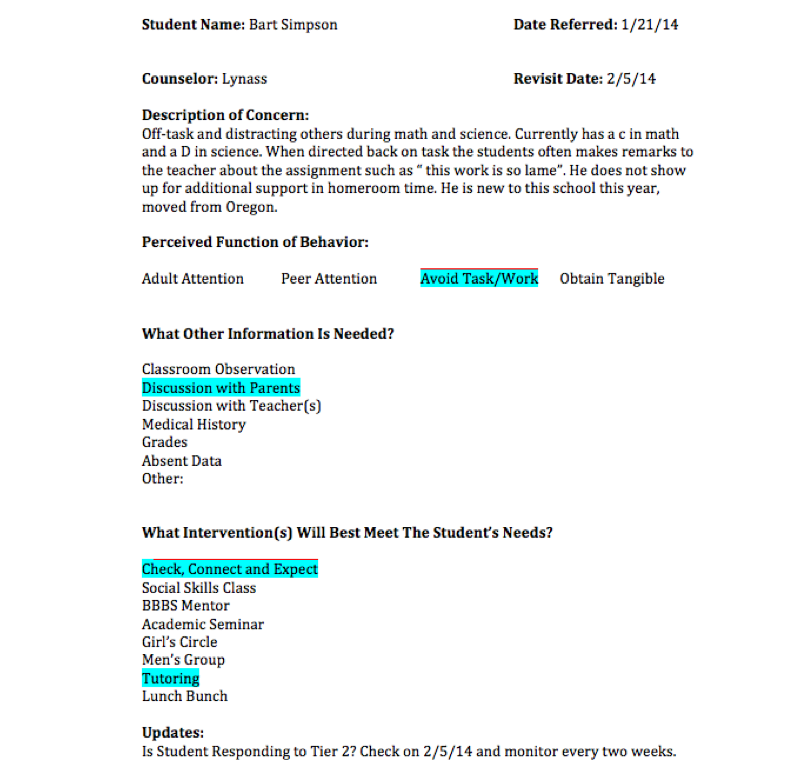 Student Name: Bart Simpson Date Referred: 1/21/14
Counselor: Lynass Revisit Date: 2/5/14
Description of Concern:
Off-task and distracting others during math and science. Currently has a c in math
and a D in science. When directed back on task the students often makes remarks to
the teacher about the assignment such as " this work is so lame". He does not show
up for additional support in homeroom time. He is new to this school this year,
moved from Oregon.
Perceived Function of Behavior:
Adult Attention Peer Attention Avoid Task/Work Obtain Tangible
What Other Information Is Needed?
Classroom Observation
Discussion with Parents
Discussion with Teacher(s)
Medical History
Grades
Absent Data
Other:
What Intervention(s) Will Best Meet The Student's Needs?
Check, Connect and Expect
Social Skills Class
BBBS Mentor
Academic Seminar
Girl's Circle
Men's Group
Tutoring
Lunch Bunch
Updates:
Is Student Responding to Tier 2? Check on 2/5/14 and monitor every two weeks.